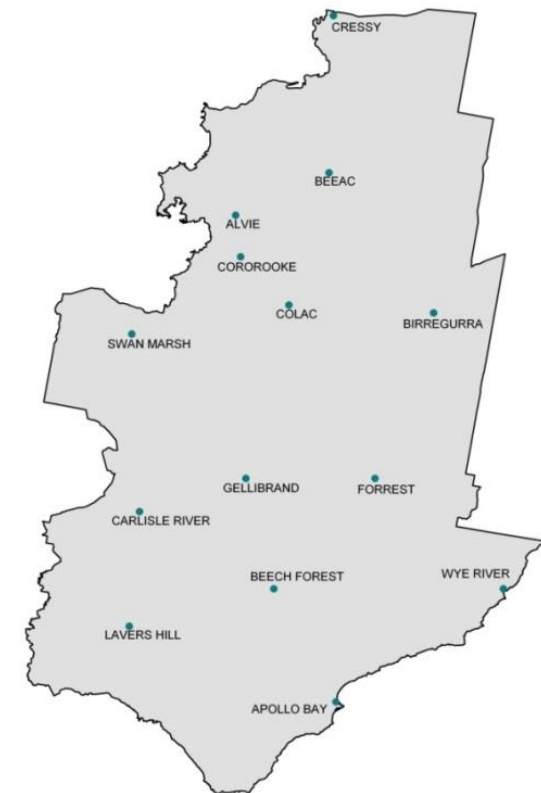 CRESSY
BEEAC
ALVIE
COROROOKE
COLAC
BIRREGURRA
SWAN MARSH
GELLIBRAND
FORREST
CARLISLE RIVER
BEECH FOREST
WYE RIVER
LAVERS HILL
APOLLO BAY